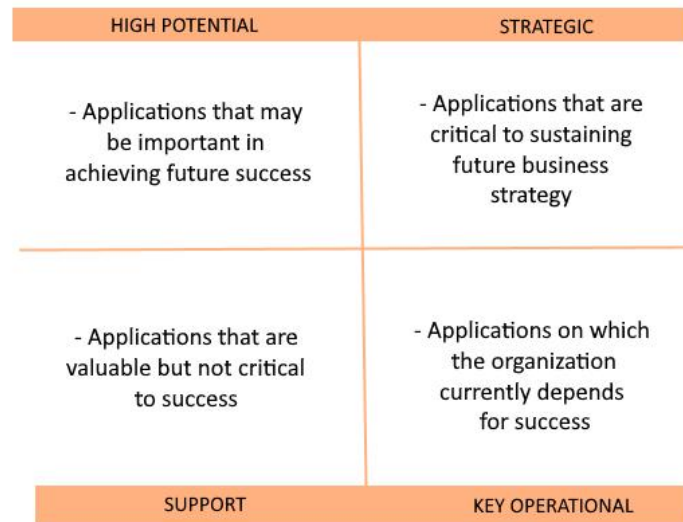 HIGH POTENTIAL
STRATEGIC
- Applications that may
be important in
achieving future success
- Applications that are
critical to sustaining
future business
strategy
- Applications that are
valuable but not critical
to success
- Applications on which
the organization
currently depends
for success
SUPPORT
KEY OPERATIONAL